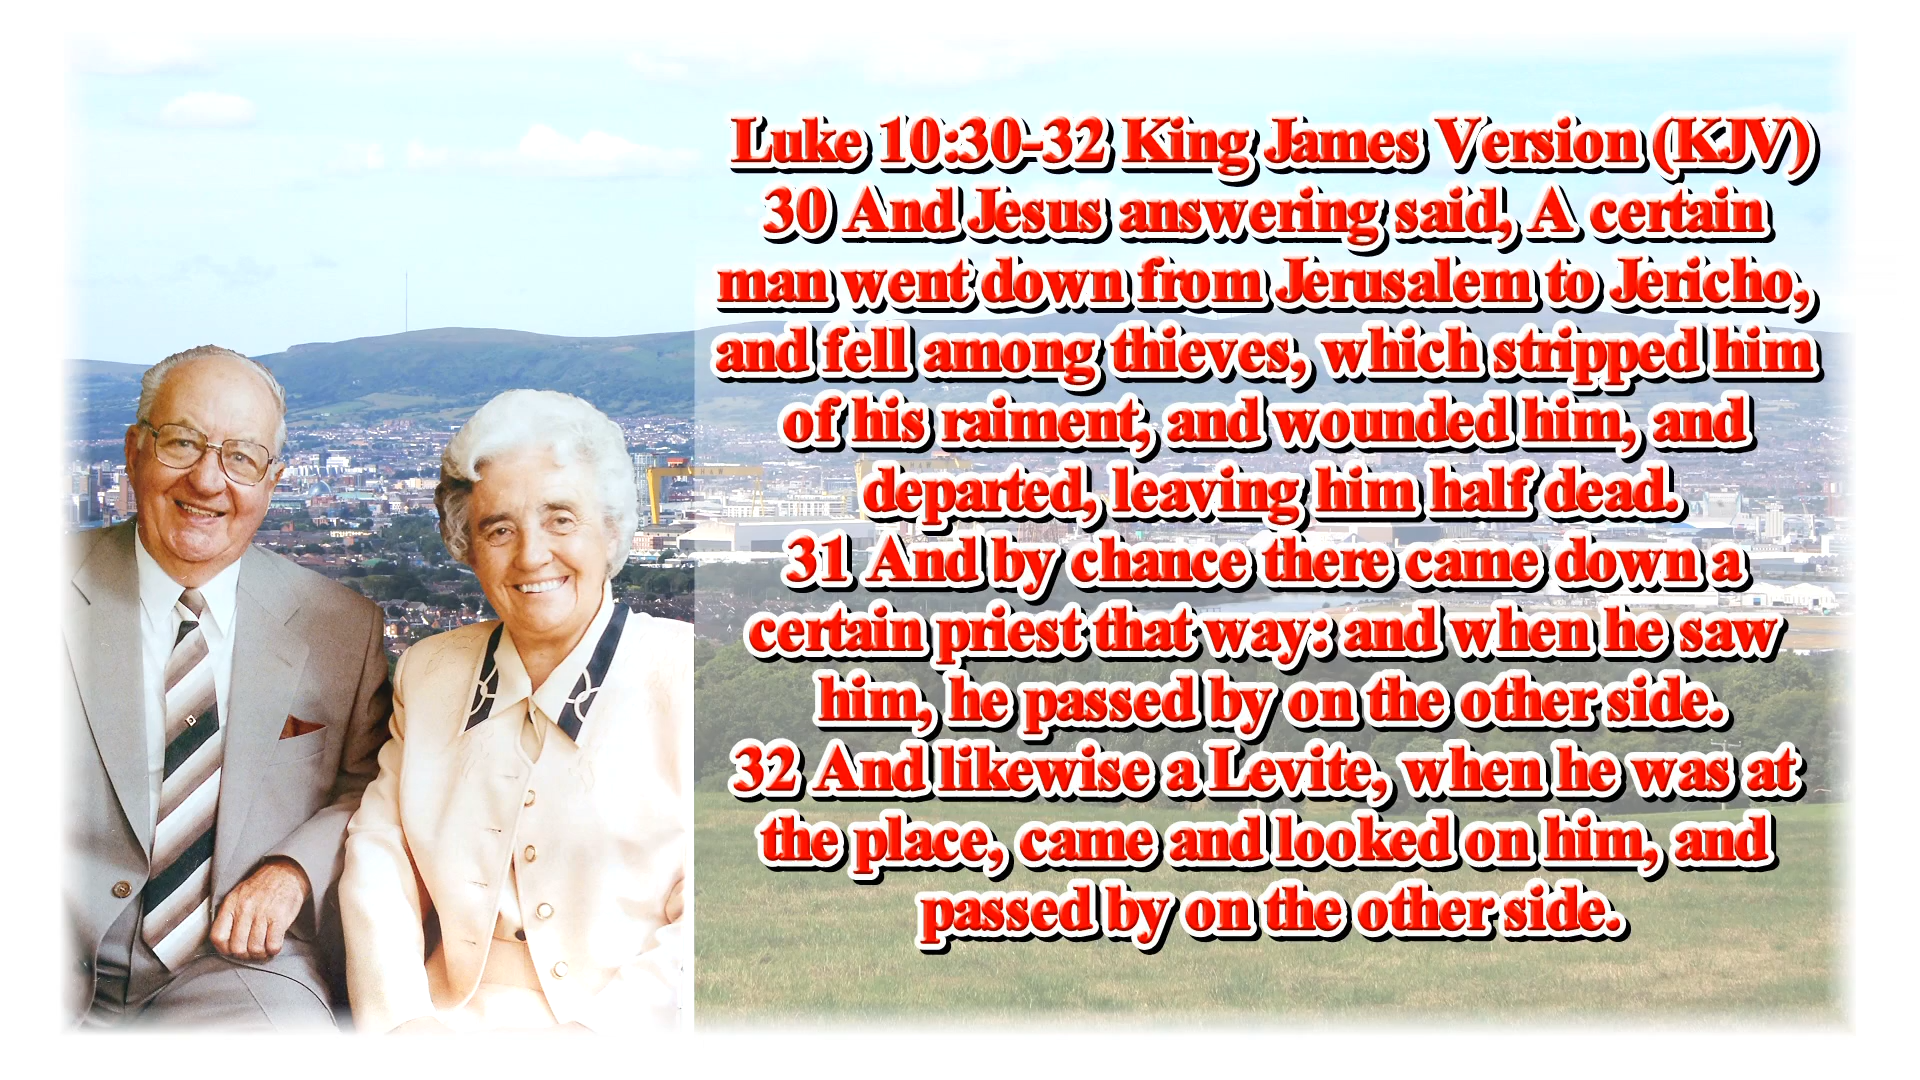 Luke 10:30-32 King James Version (KJV)
30 And Jesus answering said, A certain
man went down from Jerusalem to Jericho,
and fell among thieves, which stripped him
of his raiment, and wounded him, and
departed, leaving him half dead.
31 And by chance there came down a
certain priest that way: and when he saw
him, he passed by on the other side.
32 And likewise a Levite, when he was at
the place, came and looked on him, and
passed by on the other side.